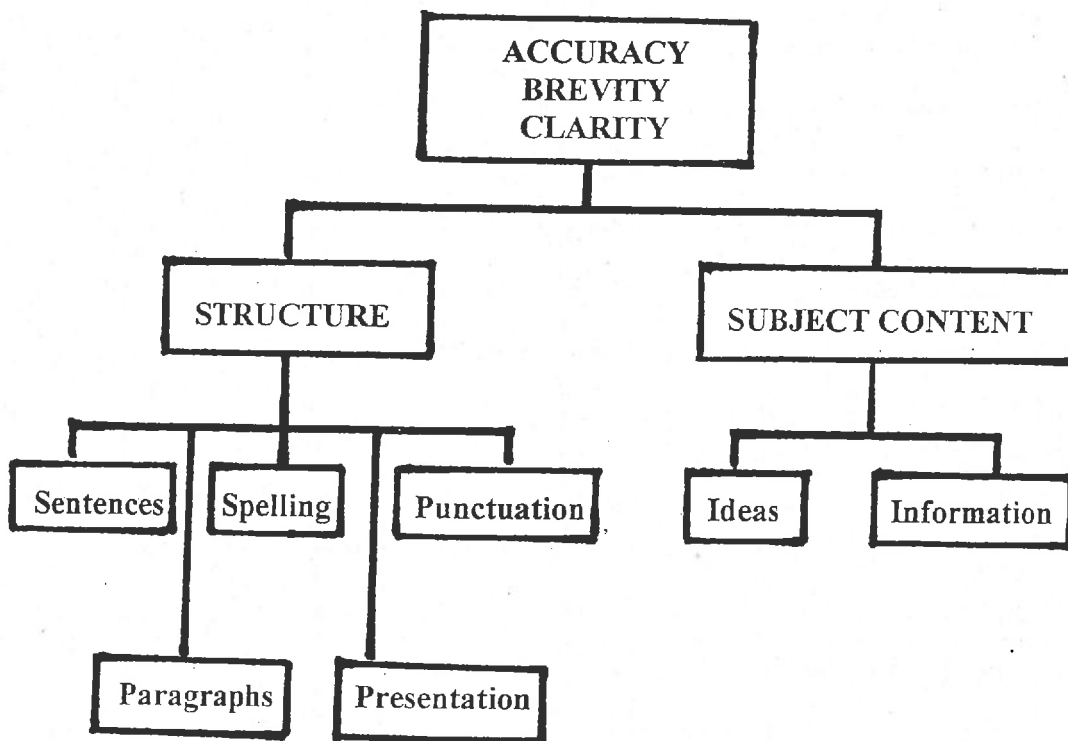 ACCURACY
BREVITY
CLARITY
STRUCTURE
SUBJECT CONTENT
Sentences
Spelling
Punctuation
Ideas
Information
Paragraphs
Presentation